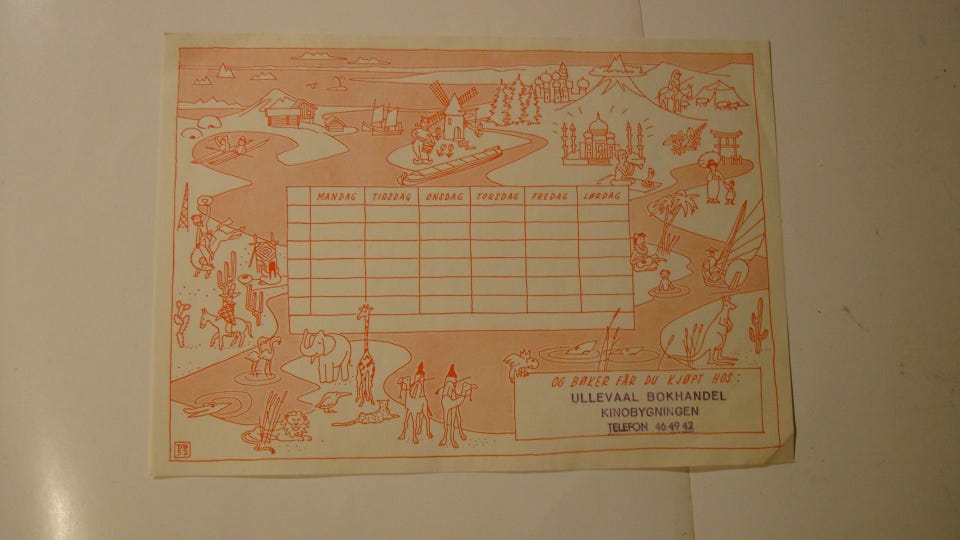 MANDAG TIRSDAG ONSDAG TORSDAG FREDAG LØRDAG
OG BØKER FÅR DU KJØPT HOS:
ULLEVAAL BOKHANDEL
KINOBYGNINGEN
TELEFON 46 49 42